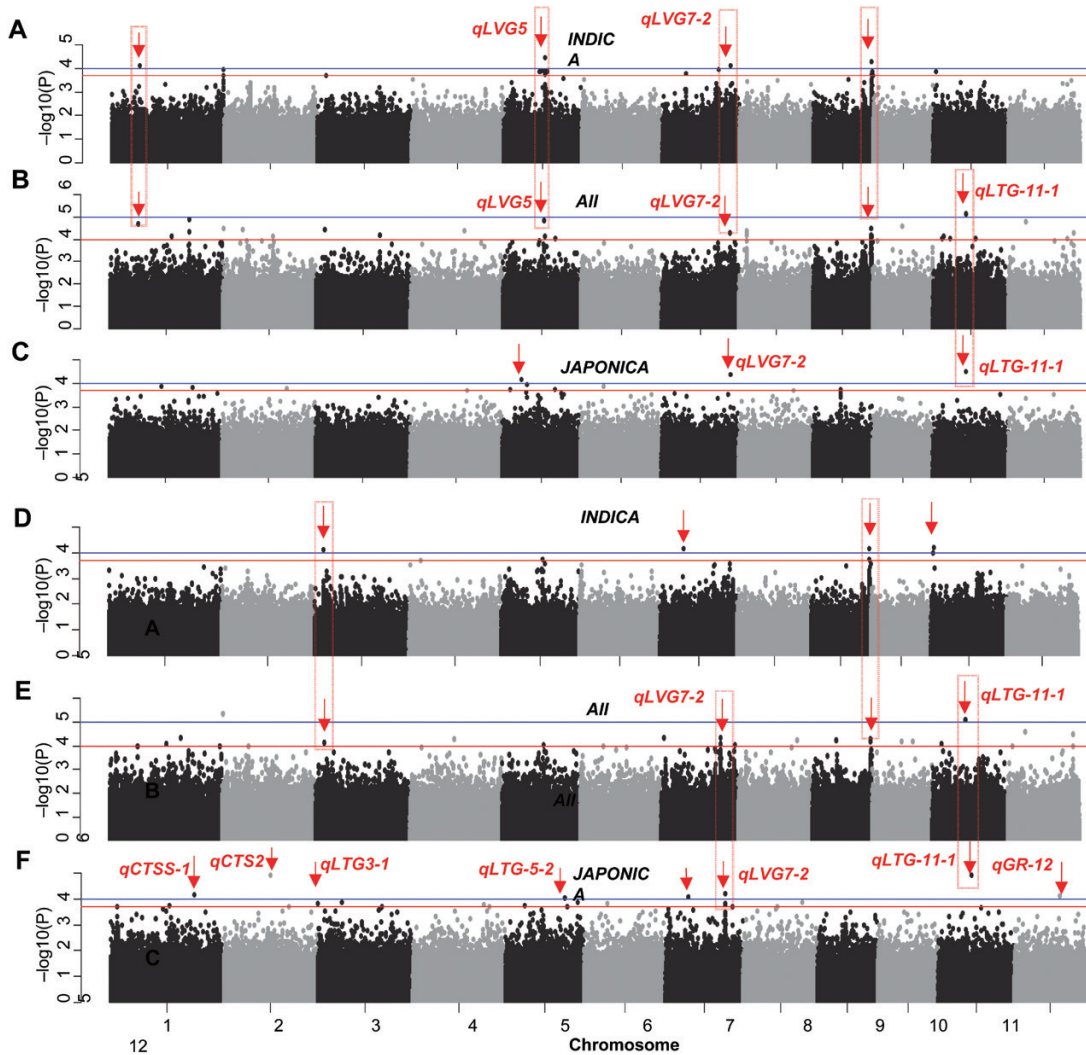 A
qLVG5
qLVG7-2
INDIC
A
−log10(P)
0 1 2 3 4 5
B
qLVG5
All
qLVG7-2
qLTG-11-1
−log10(P)
0 1 2 3 4 5 6
C
JAPONICA
qLVG7-2
qLTG-11-1
−log10(P)
0 1 2 3 4
5
D
INDICA
−log10(P)
0 1 2 3 4
A
5
E
All
qLVG7-2
qLTG-11-1
−log10(P)
0 1 2 3 4 5
B
All
6
F
qCTSS-1
qCTS2
qLTG3-1
qLTG-5-2
JAPONIC
A
qLVG7-2
qLTG-11-1
qGR-12
−log10(P)
0 1 2 3 4
C
5
1 2 3 4 5 6 7 8 9 10 11
12
Chromosome